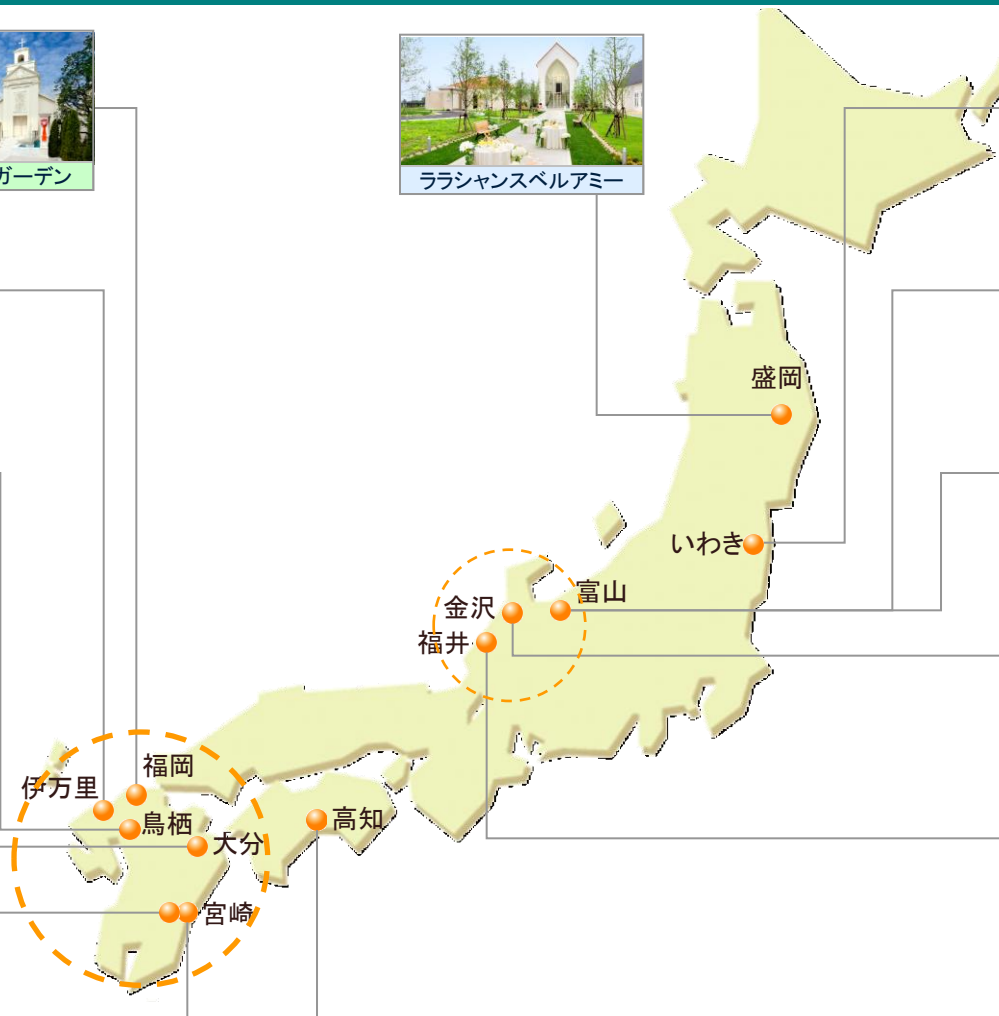 ガーデン
ララシャンスベルアミー
盛岡
いわき
富山
金沢
福井
福岡
伊万里
鳥栖
高知
大分
宮崎